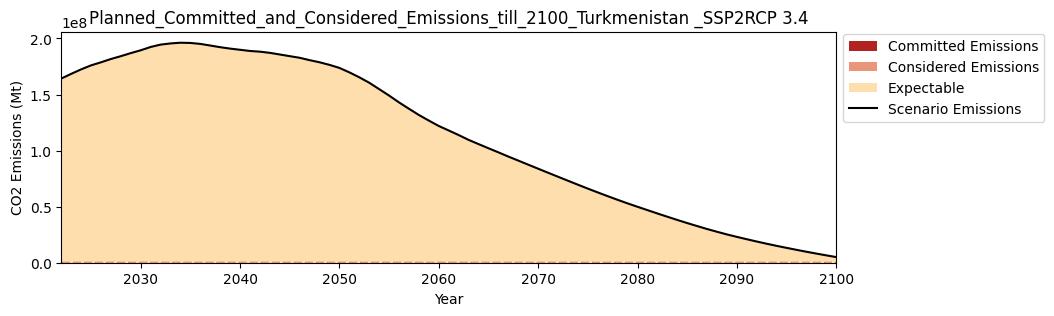 Planned_Committed_and_Considered_Emissions_till_2100_Turkmenistan _SSP2RCP 3.4
1e8
2.0
1.5
1.0
0.5
0.0
CO2 Emissions (Mt)
2030 2040 2050 2060 2070 2080 2090 2100
Year
Committed Emissions
Considered Emissions
Expectable
Scenario Emissions